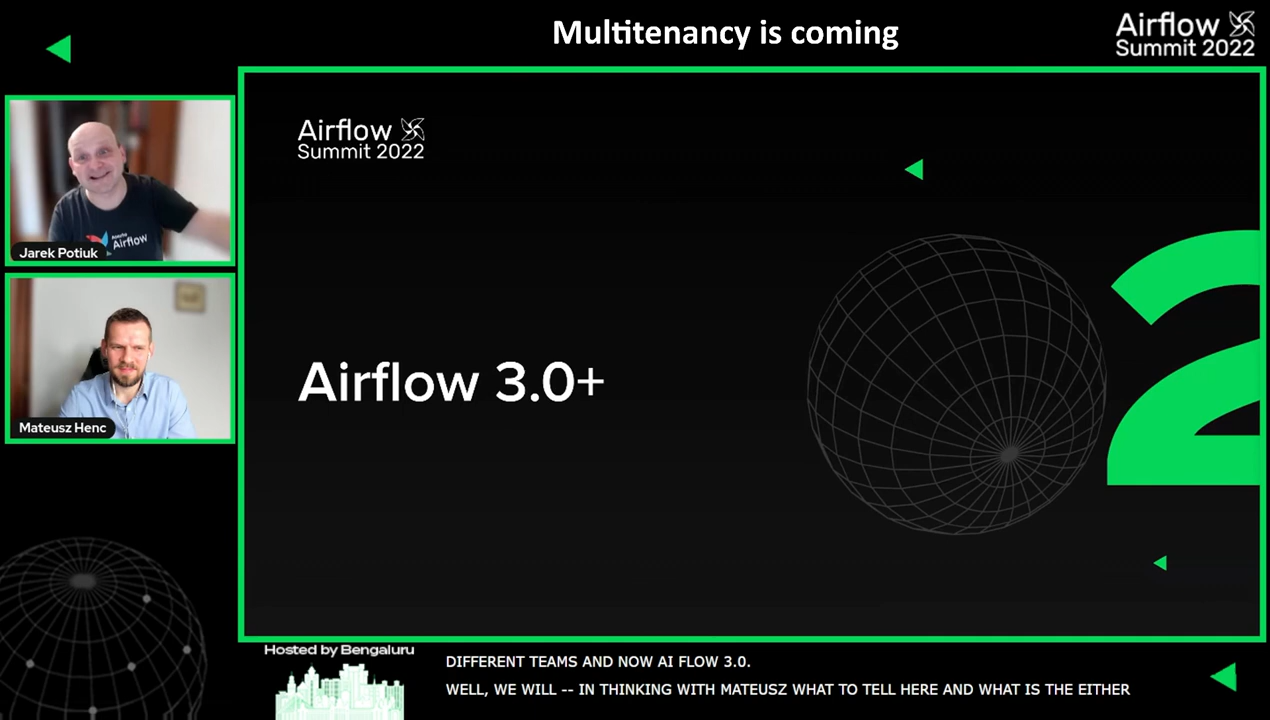 Multitenancy is coming
Airflow
Summit 2022
Airflow
Summit 2022
Apache
Airflow
Jarek Potiuk
Mateusz Henc
Airflow 3.0+
2
Hosted by Bengaluru
DIFFERENT TEAMS AND NOW AI FLOW 3.0.
WELL, WE WILL -- IN THINKING WITH MATEUSZ WHAT TO TELL HERE AND WHAT IS THE EITHER